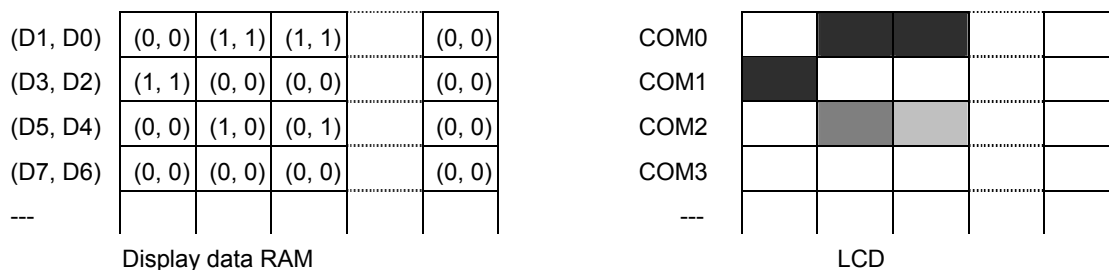 (D1, D0) (0, 0) (1, 1) (1, 1) (0, 0) COM0
(D3, D2) (1, 1) (0, 0) (0, 0) (0, 0) COM1
(D5, D4) (0, 0) (1, 0) (0, 1) (0, 0) COM2
(D7, D6) (0, 0) (0, 0) (0, 0) (0, 0) COM3
--- ---
Display data RAM LCD